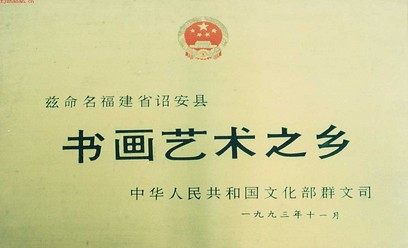 兹命名福建省诏安县
书画艺术之乡
中华人民共和国文化部群文司
一九九三年十一月